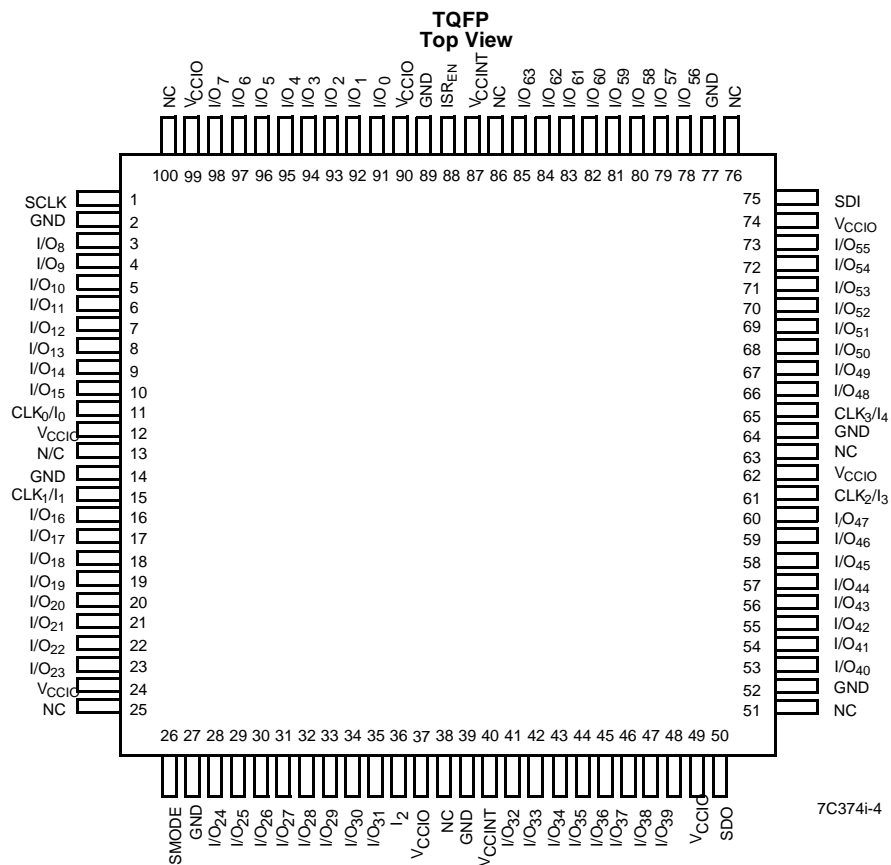 TQFP
Top View
NC VCCIO I/O7 I/O6 I/O5 I/O4 I/O3 I/O2 I/O1 I/O0 VCCIO GND ISREN VCCINT NC I/O63 I/O62 I/O61 I/O60 I/O59 I/O58 I/O57 I/O56 GND NC
100 99 98 97 96 95 94 93 92 91 90 89 88 87 86 85 84 83 82 81 80 79 78 77 76
SCLK 1 75 SDI
GND 2 74 VCCIO
I/O8 3 73 I/O55
I/O9 4 72 I/O54
I/O10 5 71 I/O53
I/O11 6 70 I/O52
I/O12 7 69 I/O51
I/O13 8 68 I/O50
I/O14 9 67 I/O49
I/O15 10 66 I/O48
CLK0/I0 11 65 CLK3/I4
VCCIO 12 64 GND
N/C 13 63 NC
GND 14 62 VCCIO
CLK1/I1 15 61 CLK2/I3
I/O16 16 60 I/O47
I/O17 17 59 I/O46
I/O18 18 58 I/O45
I/O19 19 57 I/O44
I/O20 20 56 I/O43
I/O21 21 55 I/O42
I/O22 22 54 I/O41
I/O23 23 53 I/O40
VCCIO 24 52 GND
NC 25 51 NC
26 27 28 29 30 31 32 33 34 35 36 37 38 39 40 41 42 43 44 45 46 47 48 49 50
SMODE GND I/O24 I/O25 I/O26 I/O27 I/O28 I/O29 I/O30 I/O31 I2 VCCIO NC GND VCCINT I/O32 I/O33 I/O34 I/O35 I/O36 I/O37 I/O38 I/O39 VCCIO SDO
7C374i-4